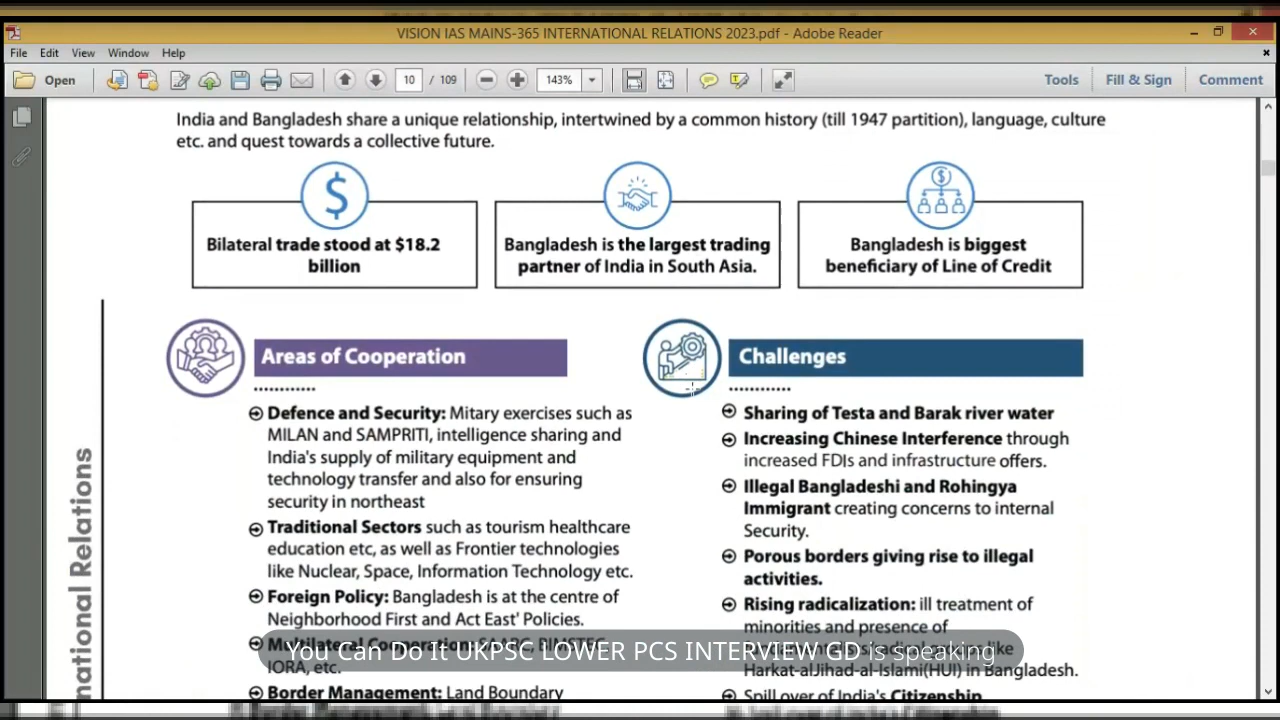 VISION IAS MAINS-365 INTERNATIONAL RELATIONS 2023.pdf - Adobe Reader
File Edit View Window Help
Open 10 / 109 143% Tools Fill & Sign Comment
India and Bangladesh share a unique relationship, intertwined by a common history (till 1947 partition), language, culture
etc. and quest towards a collective future.
Bilateral trade stood at $18.2
billion
Bangladesh is the largest trading
partner of India in South Asia.
Bangladesh is biggest
beneficiary of Line of Credit
Areas of Cooperation
Defence and Security: Mitary exercises such as
MILAN and SAMPRITI, intelligence sharing and
India's supply of military equipment and
technology transfer and also for ensuring
security in northeast
Traditional Sectors such as tourism healthcare
education etc, as well as Frontier technologies
like Nuclear, Space, Information Technology etc.
Foreign Policy: Bangladesh is at the centre of
Neighborhood First and Act East' Policies.
Multilateral Cooperation: SAARC, BIMSTEC,
IORA, etc.
Border Management: Land Boundary
Challenges
Sharing of Testa and Barak river water
Increasing Chinese Interference through
increased FDIs and infrastructure offers.
Illegal Bangladeshi and Rohingya
Immigrant creating concerns to internal
Security.
Porous borders giving rise to illegal
activities.
Rising radicalization: ill treatment of
minorities and presence of
like
Harkat-alJihad-al-Islami(HUI) in Bangladesh.
Spill over of India's Citizenship
national Relations
You Can Do It UKPSC LOWER PCS INTERVIEW GD is speaking